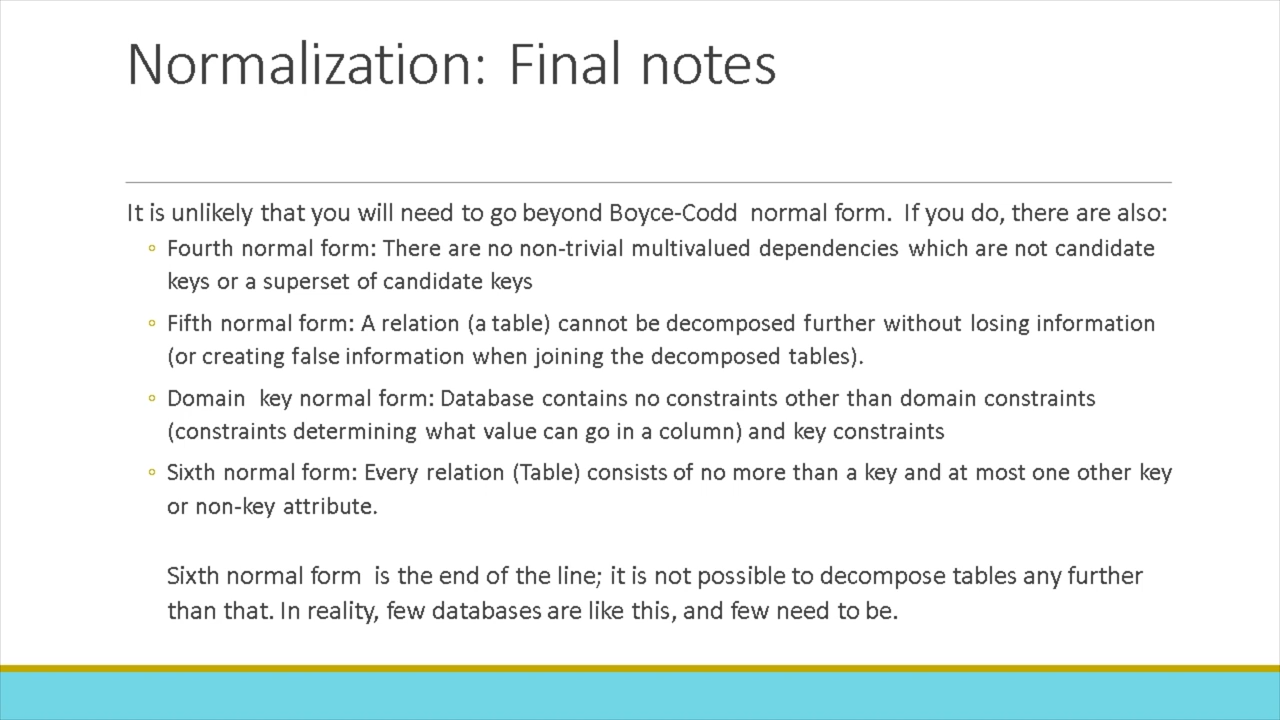 Normalization: Final notes
It is unlikely that you will need to go beyond Boyce-Codd normal form. If you do, there are also:
◦ Fourth normal form: There are no non-trivial multivalued dependencies which are not candidate
keys or a superset of candidate keys
◦ Fifth normal form: A relation (a table) cannot be decomposed further without losing information
(or creating false information when joining the decomposed tables).
◦ Domain key normal form: Database contains no constraints other than domain constraints
(constraints determining what value can go in a column) and key constraints
◦ Sixth normal form: Every relation (Table) consists of no more than a key and at most one other key
or non-key attribute.
Sixth normal form is the end of the line; it is not possible to decompose tables any further
than that. In reality, few databases are like this, and few need to be.